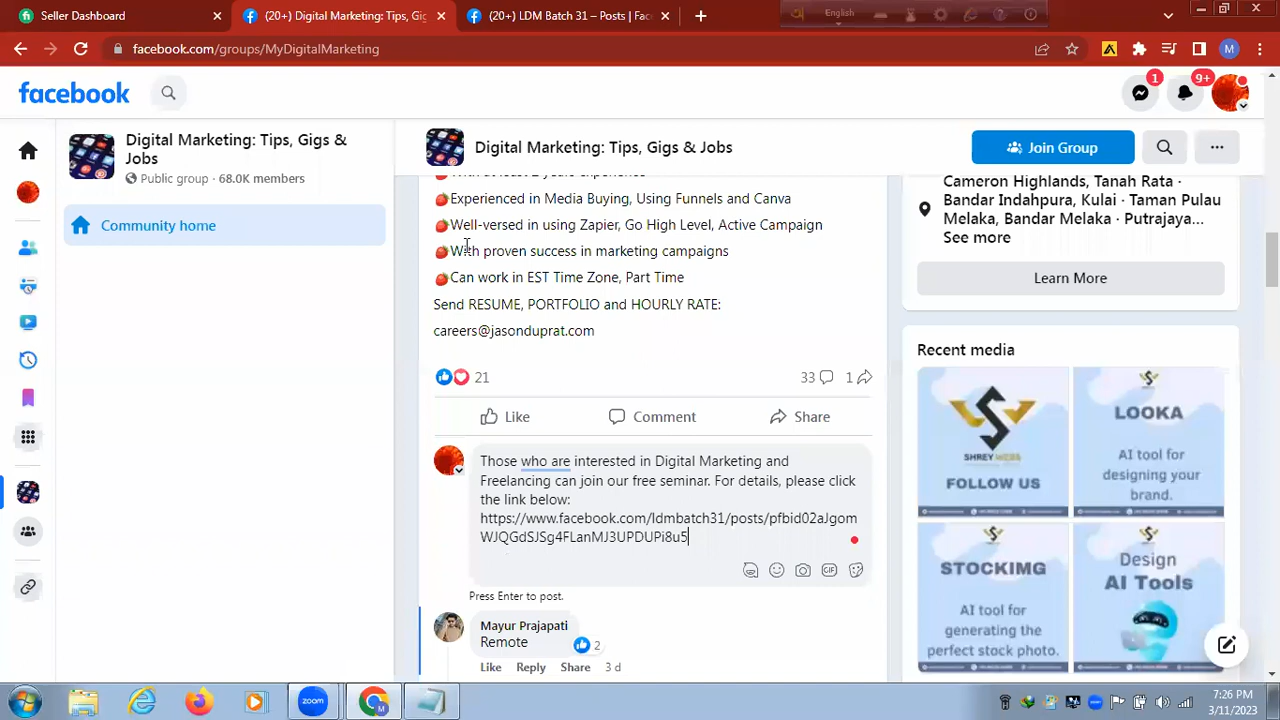 Seller Dashboard
(20+) Digital Marketing: Tips, Gig
(20+) LDM Batch 31 – Posts | Fac
English
facebook.com/groups/MyDigitalMarketing
M
facebook
1
9+
Digital Marketing: Tips, Gigs &
Jobs
Public group · 68.0K members
Community home
Digital Marketing: Tips, Gigs & Jobs
Join Group
Experienced in Media Buying, Using Funnels and Canva
Well-versed in using Zapier, Go High Level, Active Campaign
With proven success in marketing campaigns
Can work in EST Time Zone, Part Time
Send RESUME, PORTFOLIO and HOURLY RATE:
careers@jasonduprat.com
21
33
1
Like
Comment
Share
Those who are interested in Digital Marketing and
Freelancing can join our free seminar. For details, please click
the link below:
https://www.facebook.com/ldmbatch31/posts/pfbid02aJgom
WJQGdSJSg4FLanMJ3UPDUPi8u5
GIF
Press Enter to post.
Mayur Prajapati
Remote
2
Like
Reply
Share
3 d
Cameron Highlands, Tanah Rata ·
Bandar Indahpura, Kulai · Taman Pulau
Melaka, Bandar Melaka · Putrajaya...
See more
Learn More
Recent media
SHREY WEBS
FOLLOW US
LOOKA
AI tool for
designing your
brand.
STOCKIMG
AI tool for
generating the
perfect stock photo.
Design
AI Tools
zoom
7:26 PM
3/11/2023